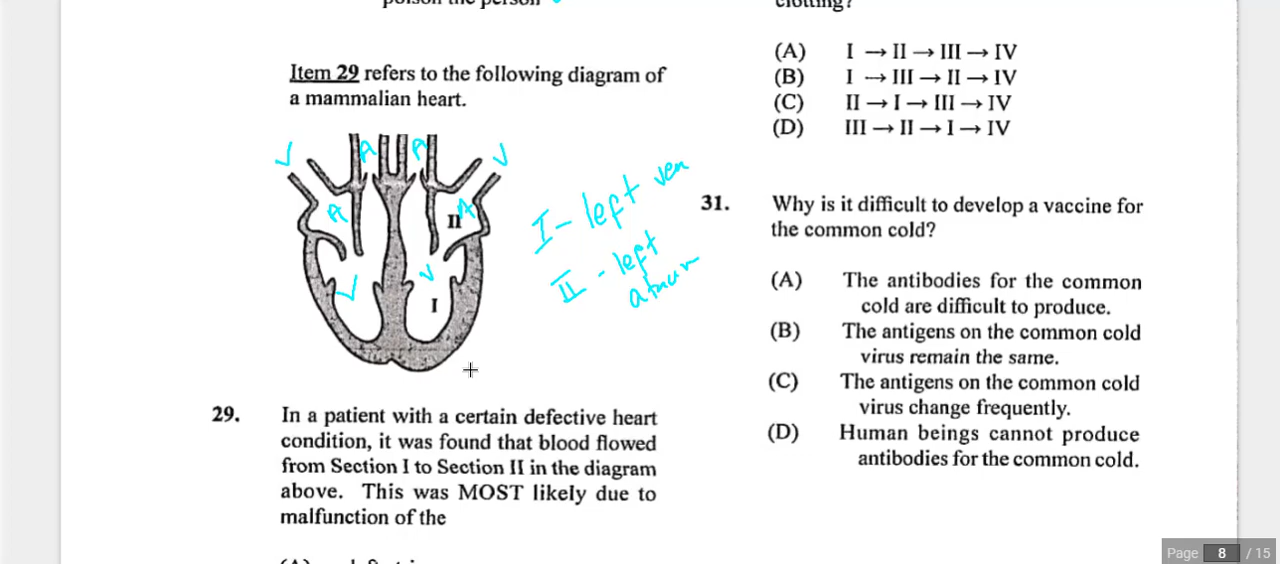 poison the person
Item 29 refers to the following diagram of
a mammalian heart.
V A A V
A II A
V V
I
I - left ven
II - left
29. In a patient with a certain defective heart
condition, it was found that blood flowed
from Section I to Section II in the diagram
above. This was MOST likely due to
malfunction of the
clotting?
(A) I → II → III → IV
(B) I → III → II → IV
(C) II → I → III → IV
(D) III → II → I → IV
31. Why is it difficult to develop a vaccine for
the common cold?
(A) The antibodies for the common
cold are difficult to produce.
(B) The antigens on the common cold
virus remain the same.
(C) The antigens on the common cold
virus change frequently.
(D) Human beings cannot produce
antibodies for the common cold.
Page 8 / 15